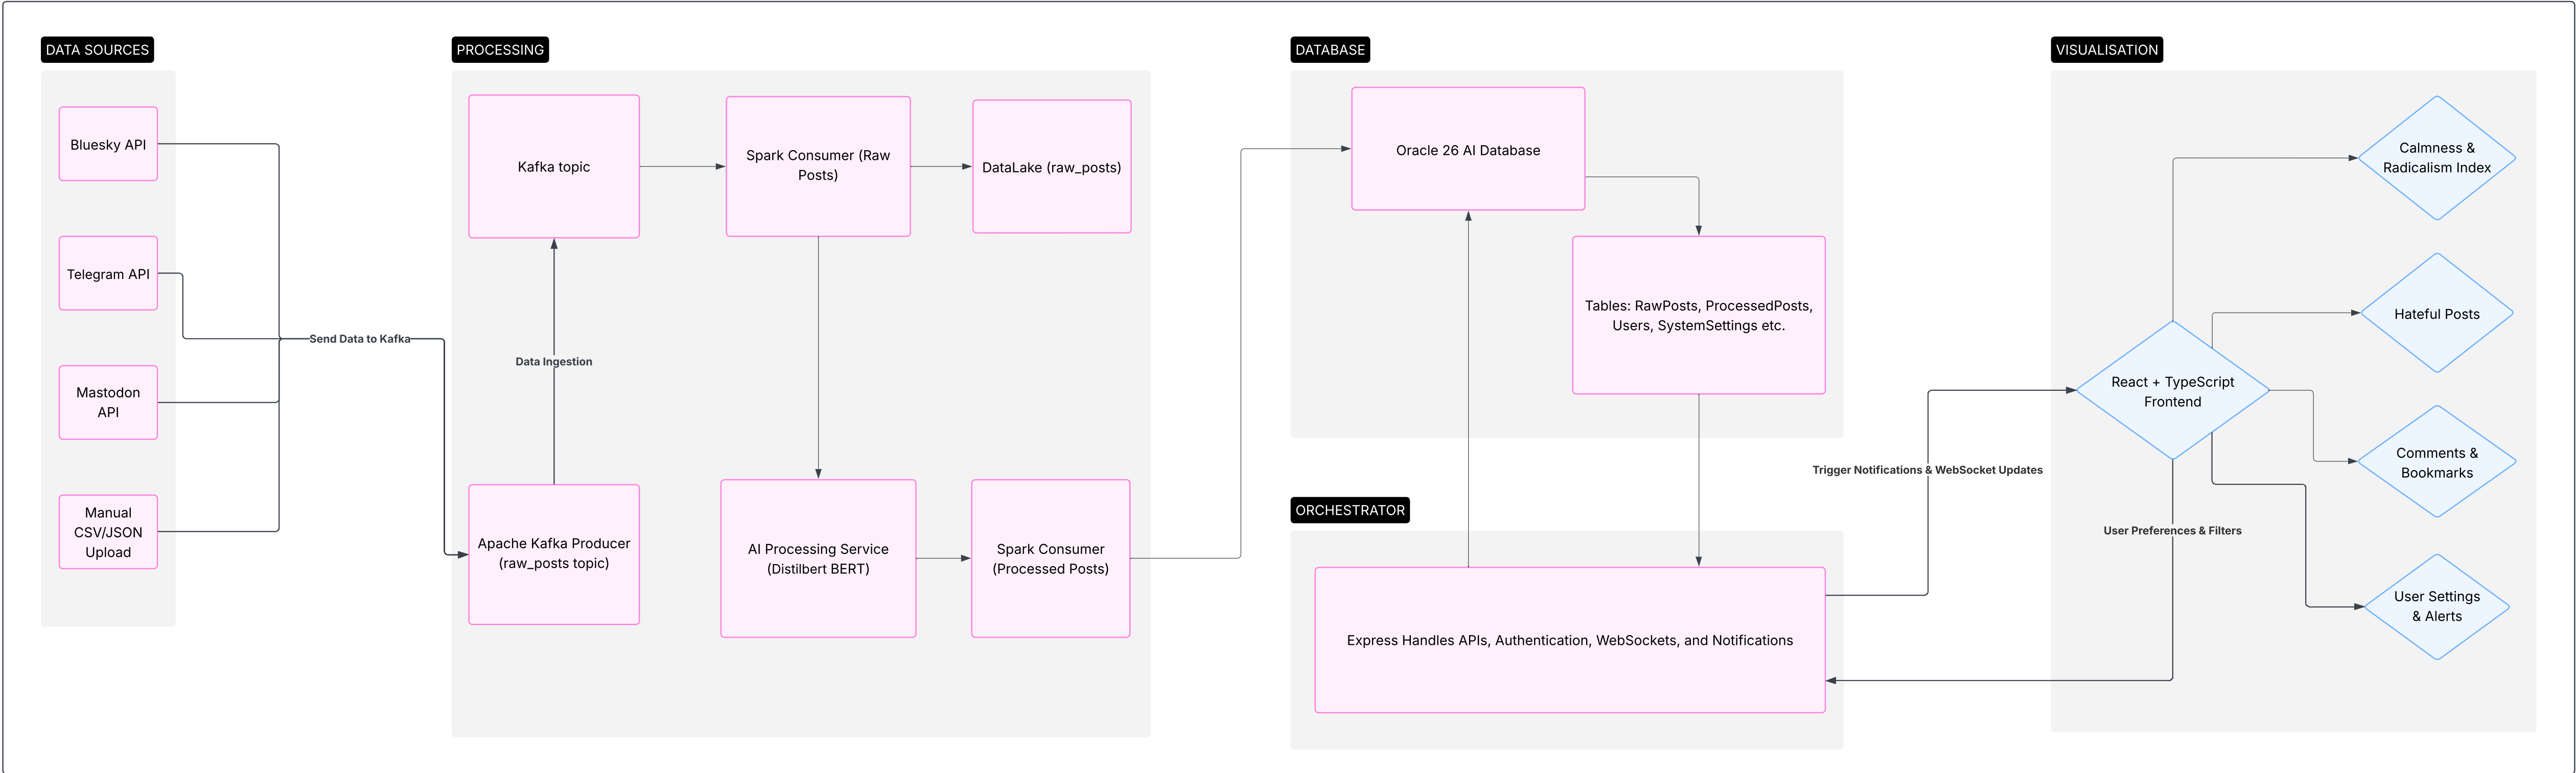 DATA SOURCES
Bluesky API
Telegram API
Mastodon
API
Manual
CSV/JSON
Upload
Send Data to Kafka
PROCESSING
Kafka topic
Spark Consumer (Raw
Posts)
DataLake (raw_posts)
Data Ingestion
Apache Kafka Producer
(raw_posts topic)
AI Processing Service
(Distilbert BERT)
Spark Consumer
(Processed Posts)
DATABASE
Oracle 26 AI Database
Tables: RawPosts, ProcessedPosts,
Users, SystemSettings etc.
ORCHESTRATOR
Express Handles APIs, Authentication, WebSockets, and Notifications
Trigger Notifications & WebSocket Updates
VISUALISATION
React + TypeScript
Frontend
User Preferences & Filters
Calmness &
Radicalism Index
Hateful Posts
Comments &
Bookmarks
User Settings
& Alerts